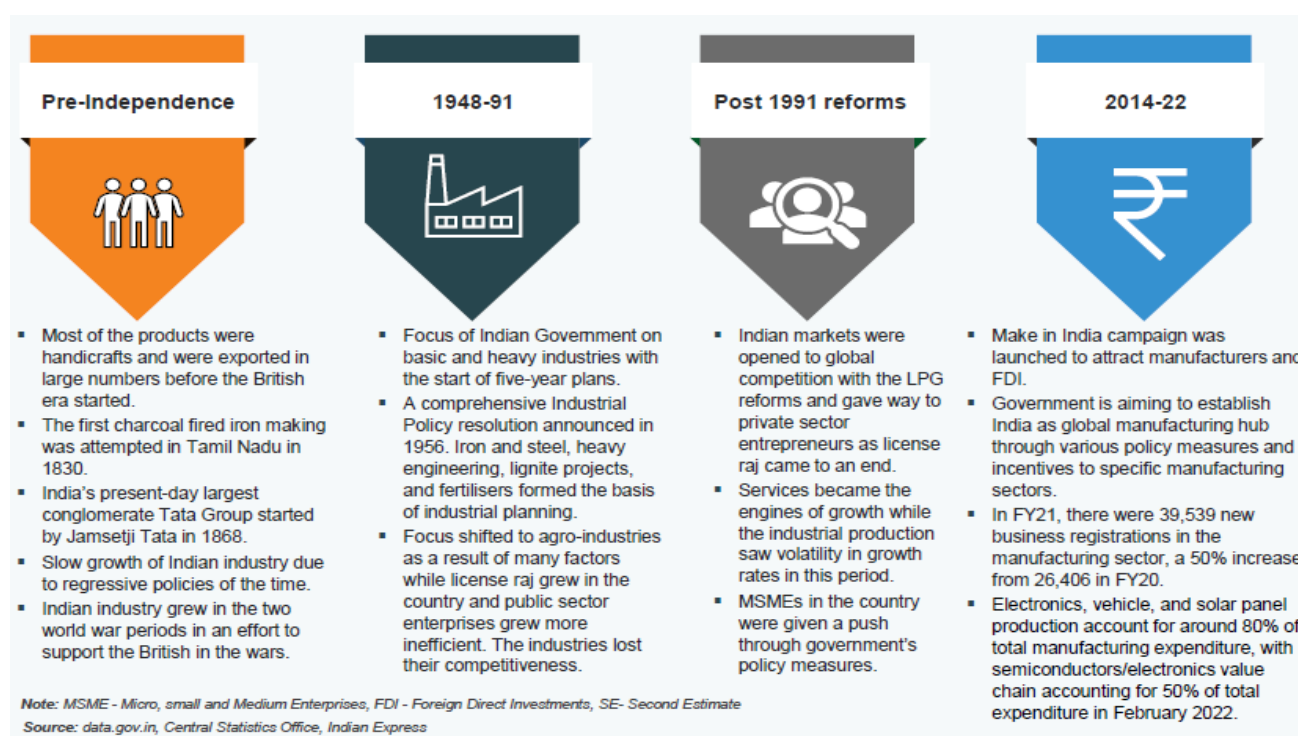 Pre-Independence
▪ Most of the products were
handicrafts and were exported in
large numbers before the British
era started.
▪ The first charcoal fired iron making
was attempted in Tamil Nadu in
1830.
▪ India's present-day largest
conglomerate Tata Group started
by Jamsetji Tata in 1868.
▪ Slow growth of Indian industry due
to regressive policies of the time.
▪ Indian industry grew in the two
world war periods in an effort to
support the British in the wars.
1948-91
▪ Focus of Indian Government on
basic and heavy industries with
the start of five-year plans.
▪ A comprehensive Industrial
Policy resolution announced in
1956. Iron and steel, heavy
engineering, lignite projects,
and fertilisers formed the basis
of industrial planning.
▪ Focus shifted to agro-industries
as a result of many factors
while license raj grew in the
country and public sector
enterprises grew more
inefficient. The industries lost
their competitiveness.
Post 1991 reforms
▪ Indian markets were
opened to global
competition with the LPG
reforms and gave way to
private sector
entrepreneurs as license
raj came to an end.
▪ Services became the
engines of growth while
the industrial production
saw volatility in growth
rates in this period.
▪ MSMEs in the country
were given a push
through government's
policy measures.
2014-22
₹
▪ Make in India campaign was
launched to attract manufacturers and
FDI.
▪ Government is aiming to establish
India as global manufacturing hub
through various policy measures and
incentives to specific manufacturing
sectors.
▪ In FY21, there were 39,539 new
business registrations in the
manufacturing sector, a 50% increase
from 26,406 in FY20.
▪ Electronics, vehicle, and solar panel
production account for around 80% of
total manufacturing expenditure, with
semiconductors/electronics value
chain accounting for 50% of total
expenditure in February 2022.
Note: MSME - Micro, small and Medium Enterprises, FDI - Foreign Direct Investments, SE- Second Estimate
Source: data.gov.in, Central Statistics Office, Indian Express